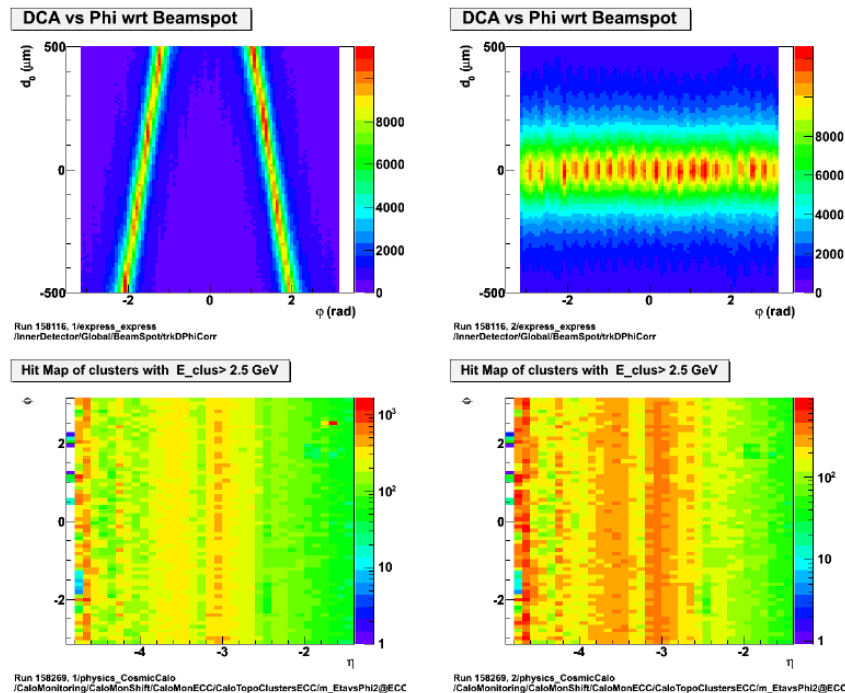 DCA vs Phi wrt Beamspot
d₀ (μm)
500
0
-500
-2
0
2
φ (rad)
8000
6000
4000
2000
0
Run 158116, 1/express_express
/InnerDetector/Global/BeamSpot/trkDPhiCorr
DCA vs Phi wrt Beamspot
d₀ (μm)
500
0
-500
-2
0
2
φ (rad)
8000
6000
4000
2000
0
Run 158116, 2/express_express
/InnerDetector/Global/BeamSpot/trkDPhiCorr
Hit Map of clusters with E_clus> 2.5 GeV
φ
2
0
-2
-4
-3
-2
η
10³
10²
10
1
Run 158269, 1/physics_CosmicCalo
/CaloMonitoring/CaloMonShift/CaloMonECC/CaloTopoClustersECC/m_EtavsPhi2@ECC
Hit Map of clusters with E_clus> 2.5 GeV
φ
2
0
-2
-4
-3
-2
η
10²
10
1
Run 158269, 2/physics_CosmicCalo
/CaloMonitoring/CaloMonShift/CaloMonECC/CaloTopoClustersECC/m_EtavsPhi2@ECC